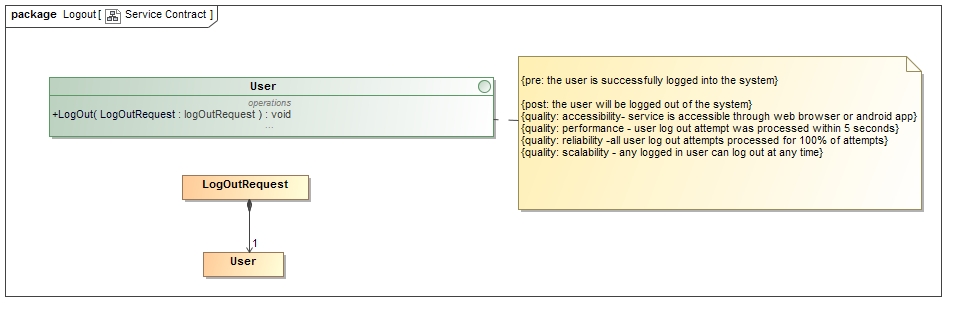 package Logout[ Service Contract ]
User
operations
+LogOut( LogOutRequest : logOutRequest ) : void
...
{pre: the user is successfully logged into the system}
{post: the user will be logged out of the system}
{quality: accessibility- service is accessible through web browser or android app}
{quality: performance - user log out attempt was processed within 5 seconds}
{quality: reliability -all user log out attempts processed for 100% of attempts}
{quality: scalability - any logged in user can log out at any time}
LogOutRequest
1
User